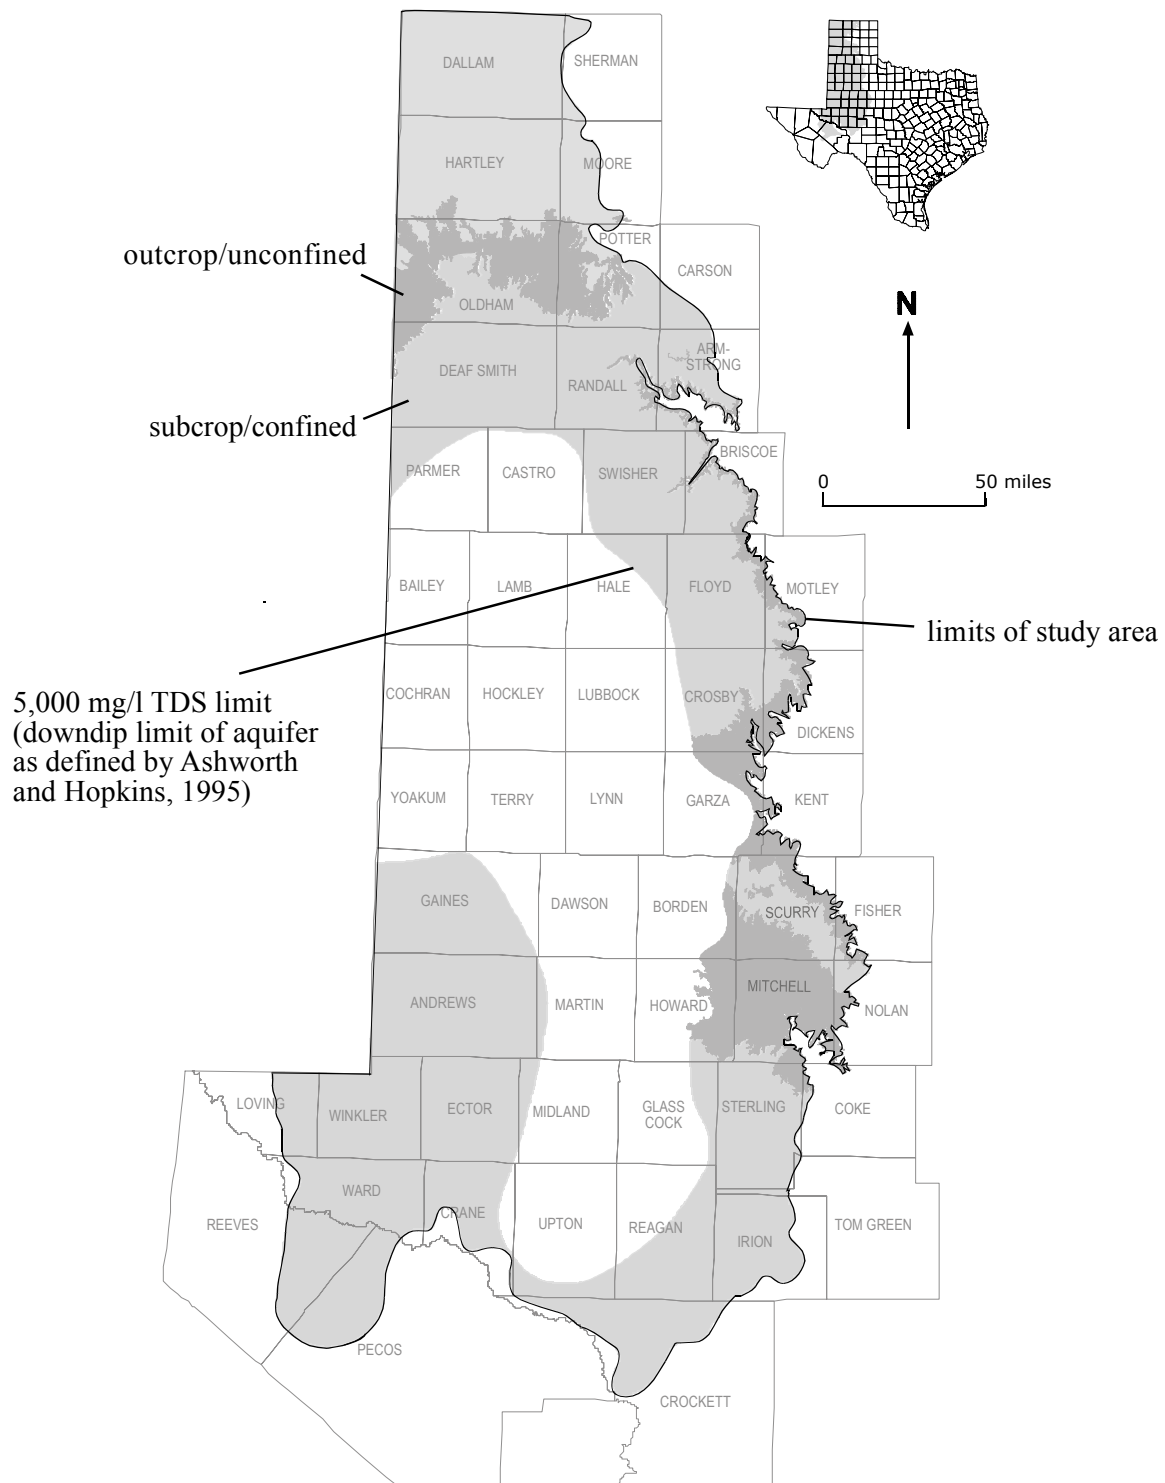 DALLAM
SHERMAN
HARTLEY
MOORE
outcrop/unconfined
POTTER
CARSON
OLDHAM
N
DEAF SMITH
RANDALL
ARM-
STRONG
subcrop/confined
PARMER
CASTRO
SWISHER
BRISCOE
0
50 miles
BAILEY
LAMB
HALE
FLOYD
MOTLEY
limits of study area
5,000 mg/l TDS limit
(downdip limit of aquifer
as defined by Ashworth
and Hopkins, 1995)
COCHRAN
HOCKLEY
LUBBOCK
CROSBY
DICKENS
YOAKUM
TERRY
LYNN
GARZA
KENT
GAINES
DAWSON
BORDEN
SCURRY
FISHER
ANDREWS
MARTIN
HOWARD
MITCHELL
NOLAN
LOVING
WINKLER
ECTOR
MIDLAND
GLASS
COCK
STERLING
COKE
WARD
CRANE
REEVES
UPTON
REAGAN
IRION
TOM GREEN
PECOS
CROCKETT